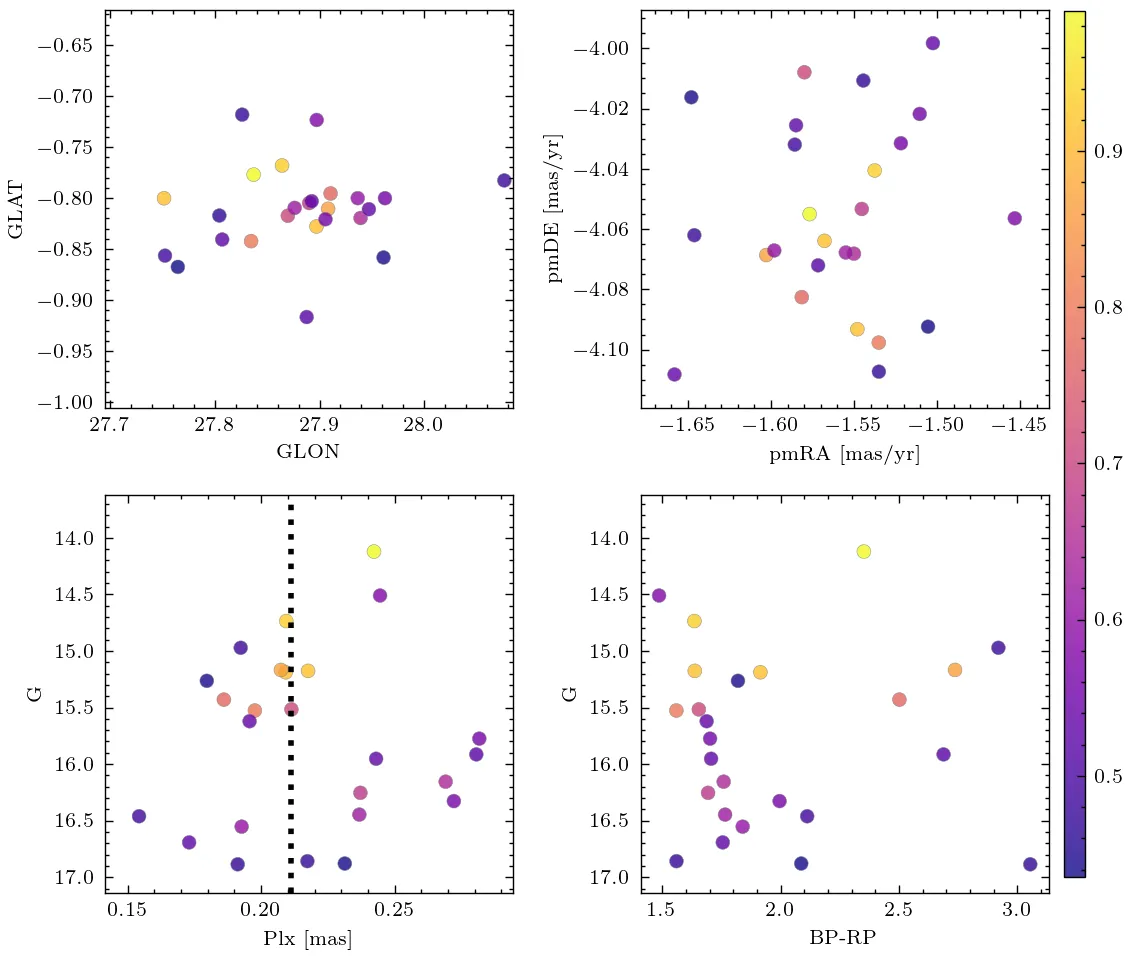 −0.65
−0.70
−0.75
−0.80
−0.85
−0.90
−0.95
−1.00
GLAT
27.7 27.8 27.9 28.0
GLON
−4.00
−4.02
−4.04
−4.06
−4.08
−4.10
pmDE [mas/yr]
−1.65 −1.60 −1.55 −1.50 −1.45
pmRA [mas/yr]
0.9
0.8
0.7
0.6
0.5
14.0
14.5
15.0
15.5
16.0
16.5
17.0
G
0.15 0.20 0.25
Plx [mas]
14.0
14.5
15.0
15.5
16.0
16.5
17.0
G
1.5 2.0 2.5 3.0
BP-RP